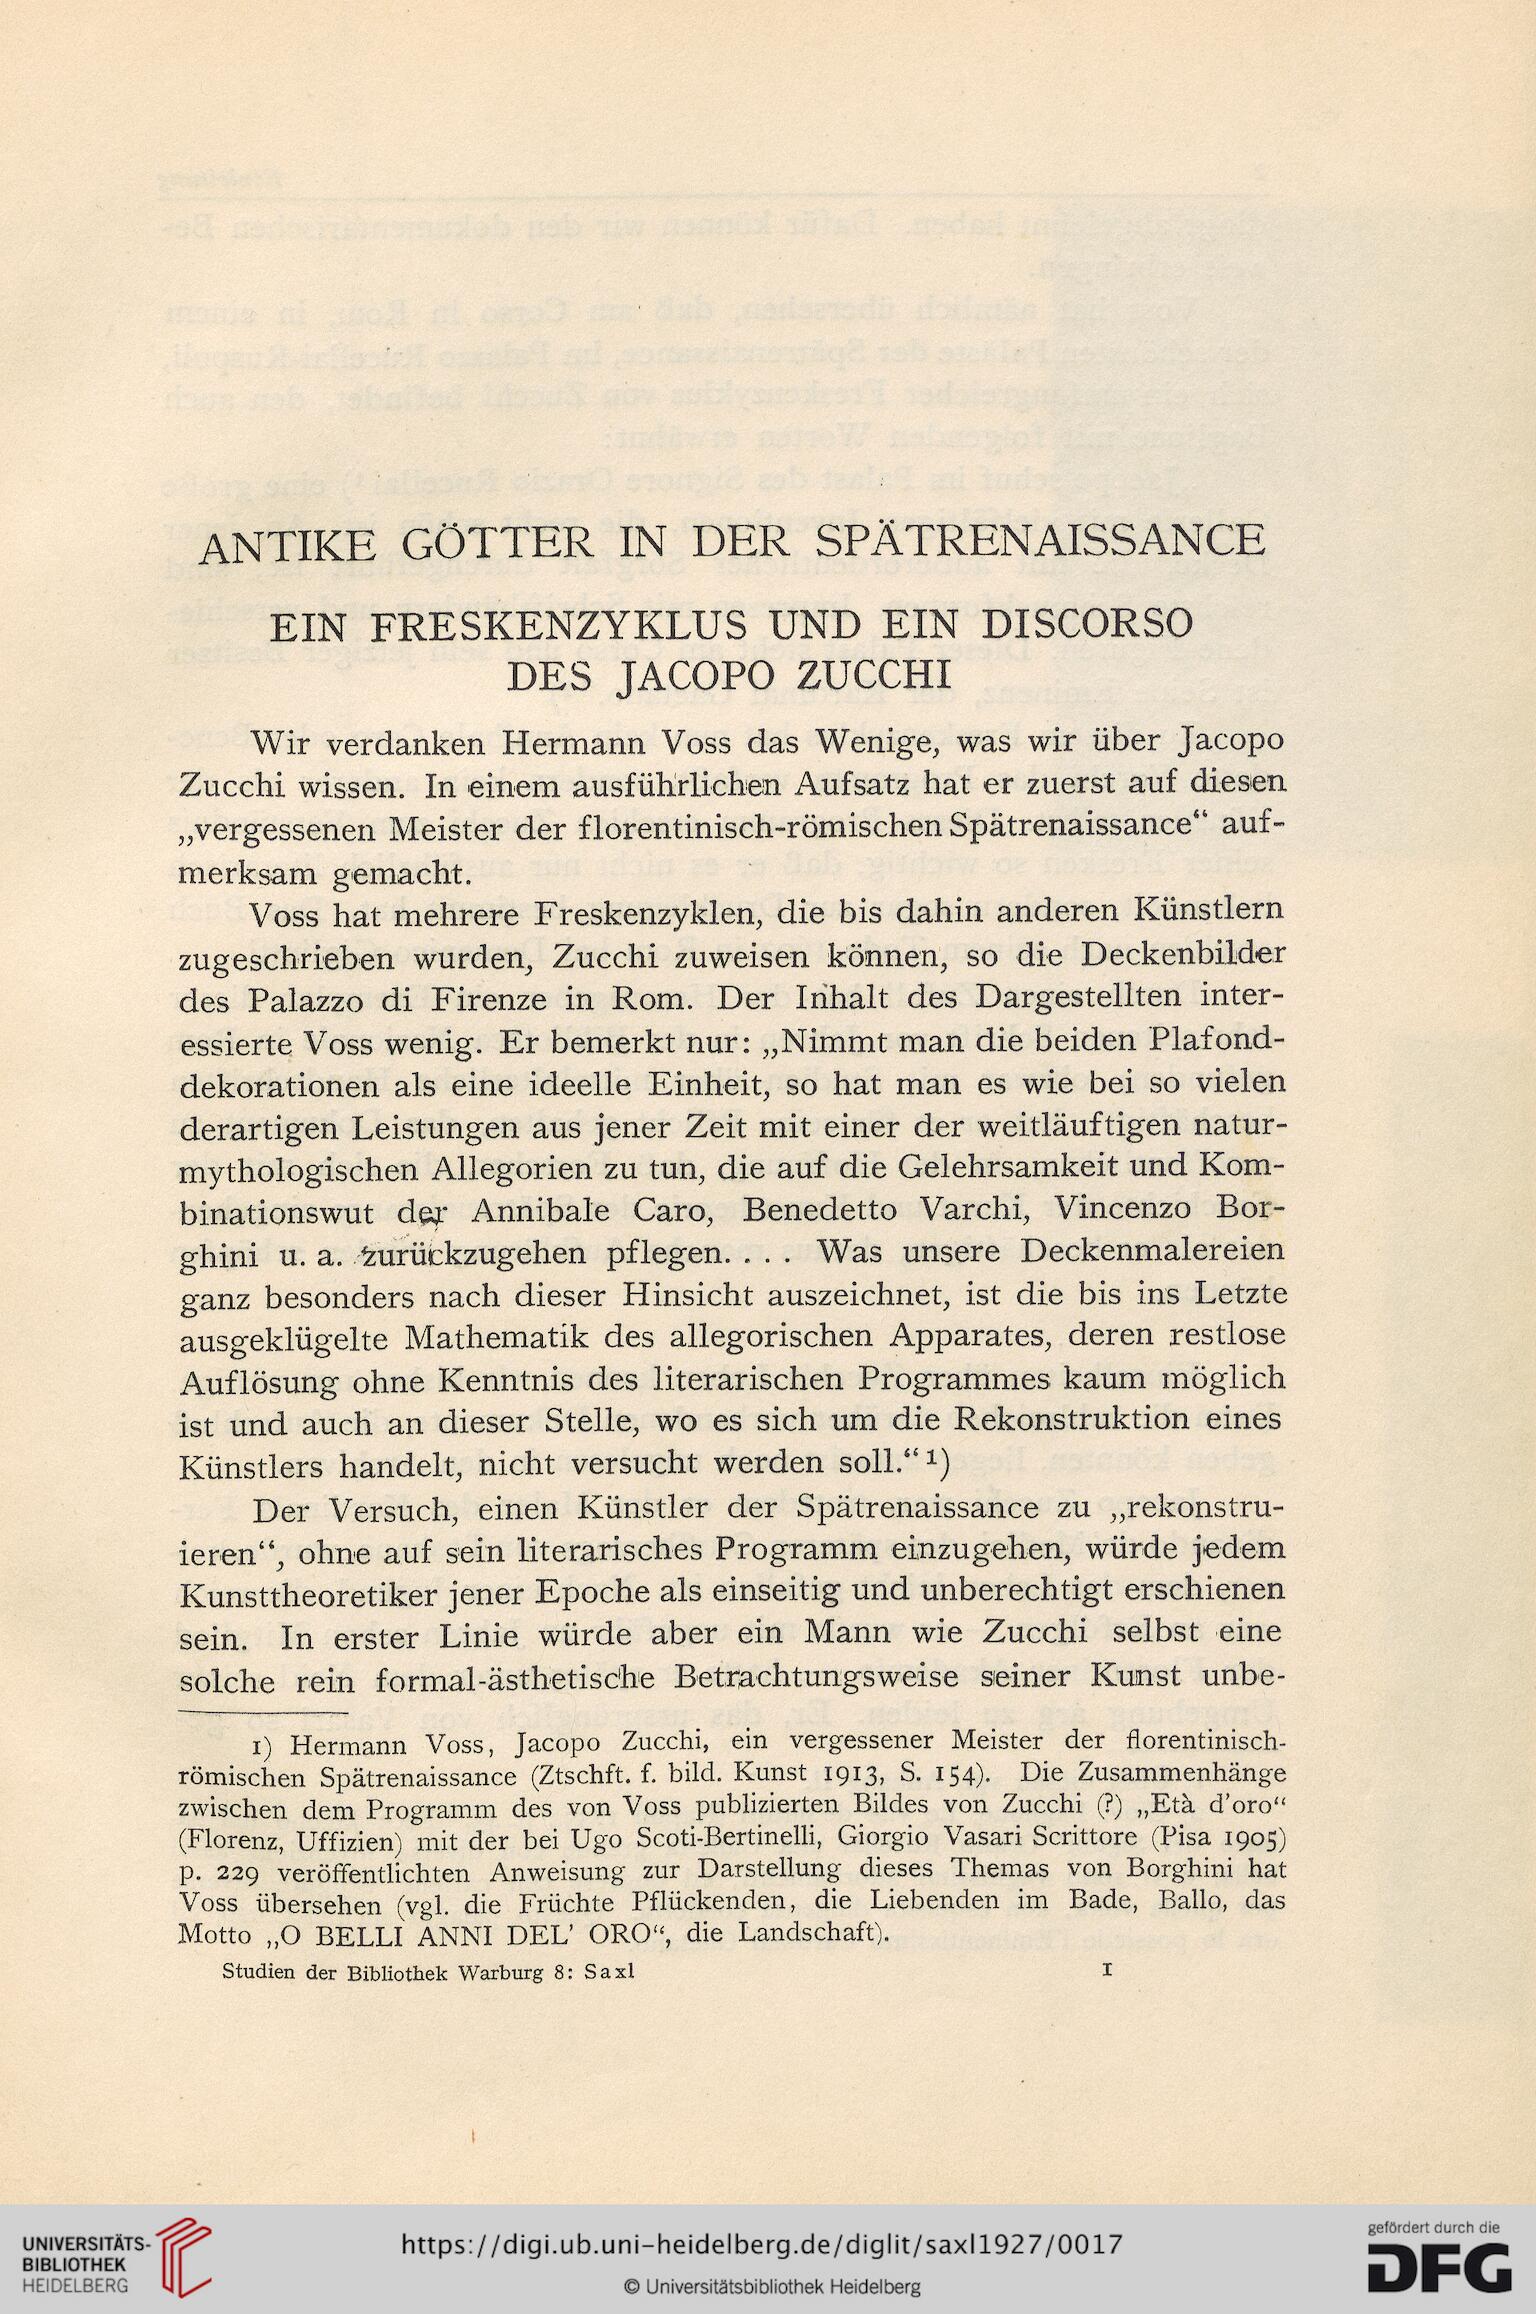 ANTIKE GÖTTER IN DER SPÄTRENAISSANCE
EIN FRESKENZYKLUS UND EIN DISCORSO
DES JACOPO ZUCCHI
Wir verdanken Hermann Voss das Wenige, was wir über Jacopo
Zucchi wissen. In einem ausführlichen Aufsatz hat er zuerst auf diesen
„vergessenen Meister der florentinisch-römischen Spätrenaissance“ auf-
merksam gemacht.
Voss hat mehrere Freskenzyklen, die bis dahin anderen Künstlern
zugeschrieben wurden, Zucchi zuweisen können, so die Deckenbilder
des Palazzo di Firenze in Rom. Der Inhalt des Dargestellten inter-
essierte Voss wenig. Er bemerkt nur: „Nimmt man die beiden Plafond-
dekorationen als eine ideelle Einheit, so hat man es wie bei so vielen
derartigen Leistungen aus jener Zeit mit einer der weitläuftigen natur-
mythologischen Allegorien zu tun, die auf die Gelehrsamkeit und Kom-
binationswut der Annibale Caro, Benedetto Varchi, Vincenzo Bor-
ghini u. a. zurückzugehen pflegen. . . . Was unsere Deckenmalereien
ganz besonders nach dieser Hinsicht auszeichnet, ist die bis ins Letzte
ausgeklügelte Mathematik des allegorischen Apparates, deren restlose
Auflösung ohne Kenntnis des literarischen Programmes kaum möglich
ist und auch an dieser Stelle, wo es sich um die Rekonstruktion eines
Künstlers handelt, nicht versucht werden soll.“ 1)
Der Versuch, einen Künstler der Spätrenaissance zu „rekonstru-
ieren“, ohne auf sein literarisches Programm einzugehen, würde jedem
Kunsttheoretiker jener Epoche als einseitig und unberechtigt erschienen
sein. In erster Linie würde aber ein Mann wie Zucchi selbst eine
solche rein formal-ästhetische Betrachtungsweise seiner Kunst unbe-
1) Hermann Voss, Jacopo Zucchi, ein vergessener Meister der florentinisch-
römischen Spätrenaissance (Ztschft. f. bild. Kunst 1913, S. 154). Die Zusammenhänge
zwischen dem Programm des von Voss publizierten Bildes von Zucchi (?) „Età d'oro“
(Florenz, Uffizien) mit der bei Ugo Scoti-Bertinelli, Giorgio Vasari Scrittore (Pisa 1905)
p. 229 veröffentlichten Anweisung zur Darstellung dieses Themas von Borghini hat
Voss übersehen (vgl. die Früchte Pflückenden, die Liebenden im Bade, Ballo, das
Motto „O BELLI ANNI DEL' ORO“, die Landschaft).
Studien der Bibliothek Warburg 8: Saxl 1
UNIVERSITÄTS-
BIBLIOTHEK
HEIDELBERG
https://digi.ub.uni-heidelberg.de/diglit/saxl1927/0017
© Universitätsbibliothek Heidelberg
gefördert durch die
DFG